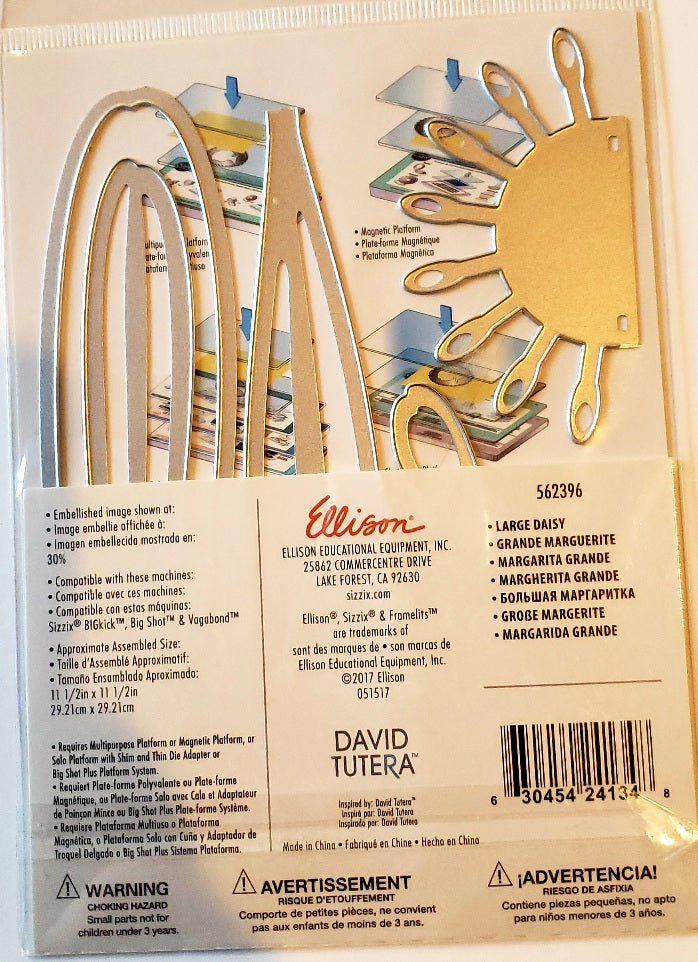 • Magnetic Platform
• Plate-forme Magnétique
• Plataforma Magnética
• Embellished image shown at:
• Image embellie affichée à:
• Imagen embellecida mostrada en:
30%
• Compatible with these machines:
• Compatible avec ces machines:
• Compatible con estas máquinas:
Sizzix® BIGkick™, Big Shot™ & Vagabond™
• Approximate Assembled Size:
• Taille d'Assemblé Approximatif:
• Tamaño Ensamblado Aproximado:
11 1/2in x 11 1/2in
29.21cm x 29.21cm
• Requires Multipurpose Platform or Magnetic Platform, or
Solo Platform with Shim and Thin Die Adapter or
Big Shot Plus Platform System.
• Requiert Plate-forme Polyvalente ou Plate-forme
Magnétique, ou Plate-forme Solo avec Cale et Adaptateur
de Poinçon Mince ou Big Shot Plus Plate-forme Système.
• Requiere Plataforma Multiuso o Plataforma
Magnética, o Plataforma Solo con Cuña y Adaptador de
Troquel Delgado o Big Shot Plus Sistema Plataforma.
Ellison®
ELLISON EDUCATIONAL EQUIPMENT, INC.
25862 COMMERCENTRE DRIVE
LAKE FOREST, CA 92630
sizzix.com
Ellison®, Sizzix® & Framelits™
are trademarks of
sont des marques de • son marcas de
Ellison Educational Equipment, Inc.
©2017 Ellison
051517
DAVID
TUTERA™
Inspired by: David Tutera™
Inspiré par: David Tutera
Inspirado por: David Tutera
Made in China • Fabriqué en Chine • Hecho en China
562396
• LARGE DAISY
• GRANDE MARGUERITE
• MARGARITA GRANDE
• MARGHERITA GRANDE
• БОЛЬШАЯ МАРГАРИТКА
• GROßE MARGERITE
• MARGARIDA GRANDE
6 30454 24134 8
WARNING
CHOKING HAZARD
Small parts not for
children under 3 years.
AVERTISSEMENT
RISQUE D'ETOUFFEMENT
Comporte de petites pièces, ne convient
pas aux enfants de moins de 3 ans.
¡ADVERTENCIA!
RIESGO DE ASFIXIA
Contiene piezas pequeñas, no apto
para niños menores de 3 años.